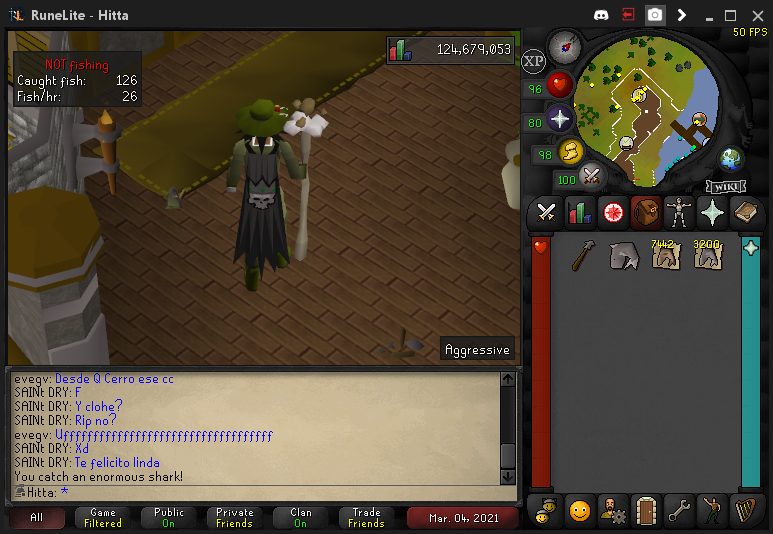 RuneLite - Hitta
50 FPS
NOT fishing
Caught fish: 126
Fish/hr: 26
124,679,053
XP
96
80
98
100
WIKI
7442
3200
Aggressive
evegv: Desde Q Cerro ese cc
SAINt DRY: F
SAINt DRY: Y clohe?
SAINt DRY: Rip no?
SAINt DRY: Xd
SAINt DRY: Te felicito linda
You catch an enormous shark!
Hitta: *
All
Game
Filtered
Public
On
Private
Friends
Clan
On
Trade
Friends
Mar. 04, 2021